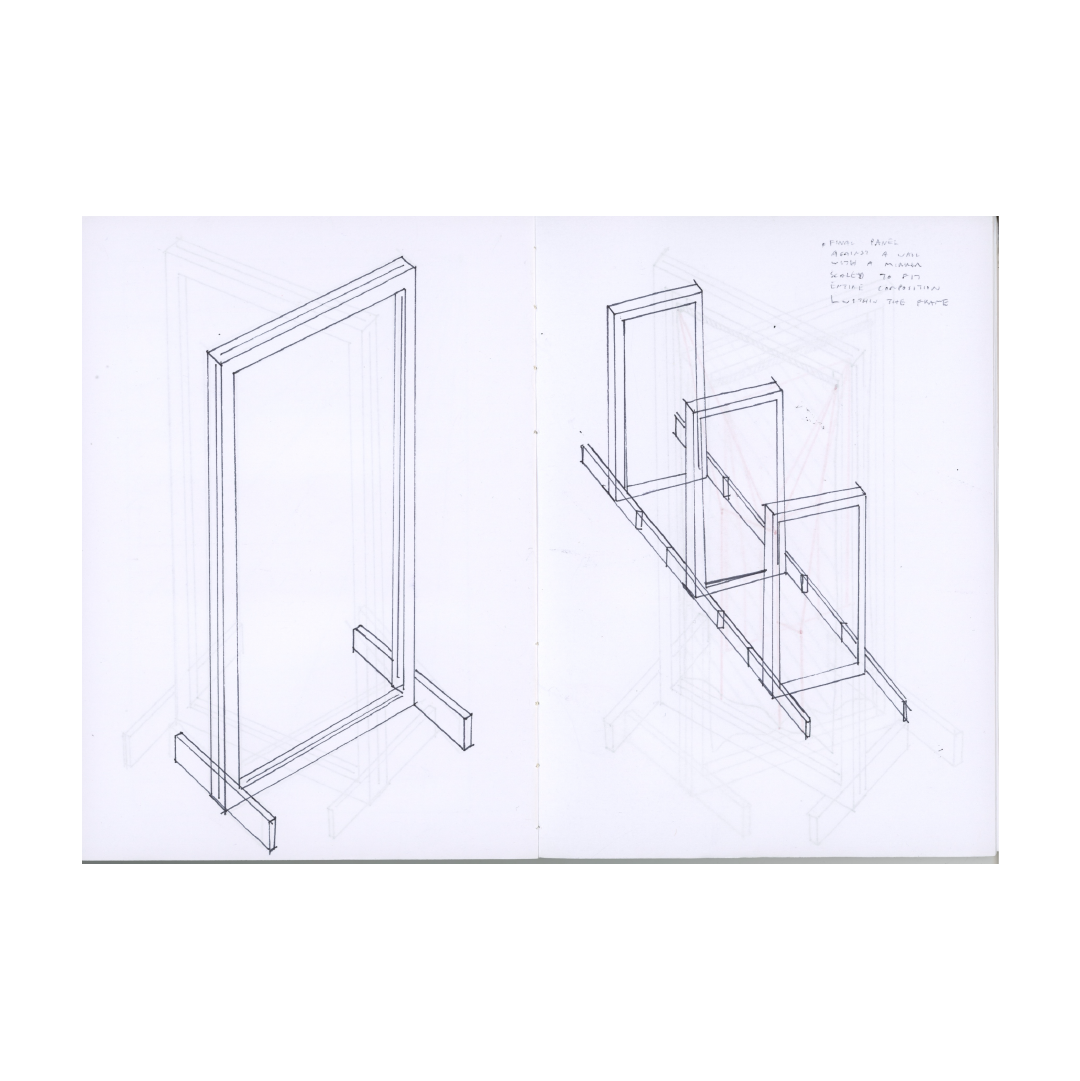 FINAL PANEL
AGAINST A WALL
WITH A MIRROR
SCALED TO FIT
ENTIRE COMPOSITION
WITHIN THE FRAME